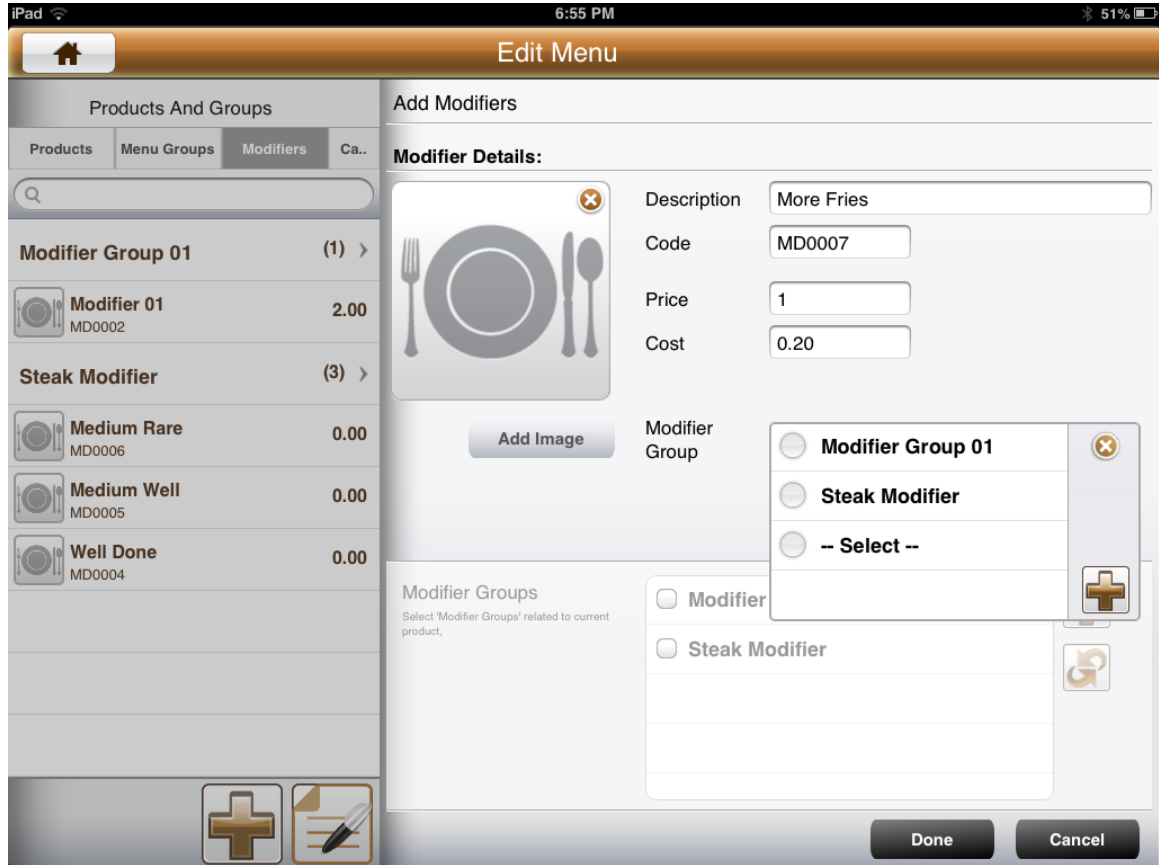 iPad 6:55 PM 51%
Edit Menu
Products And Groups
Products Menu Groups Modifiers Ca..
Modifier Group 01 (1)
Modifier 01 2.00
MD0002
Steak Modifier (3)
Medium Rare 0.00
MD0006
Medium Well 0.00
MD0005
Well Done 0.00
MD0004
Add Modifiers
Modifier Details:
Description More Fries
Code MD0007
Price 1
Cost 0.20
Add Image
Modifier
Group
Modifier Group 01
Steak Modifier
-- Select --
Modifier Groups
Select 'Modifier Groups' related to current
product,
Modifier
Steak Modifier
Done Cancel